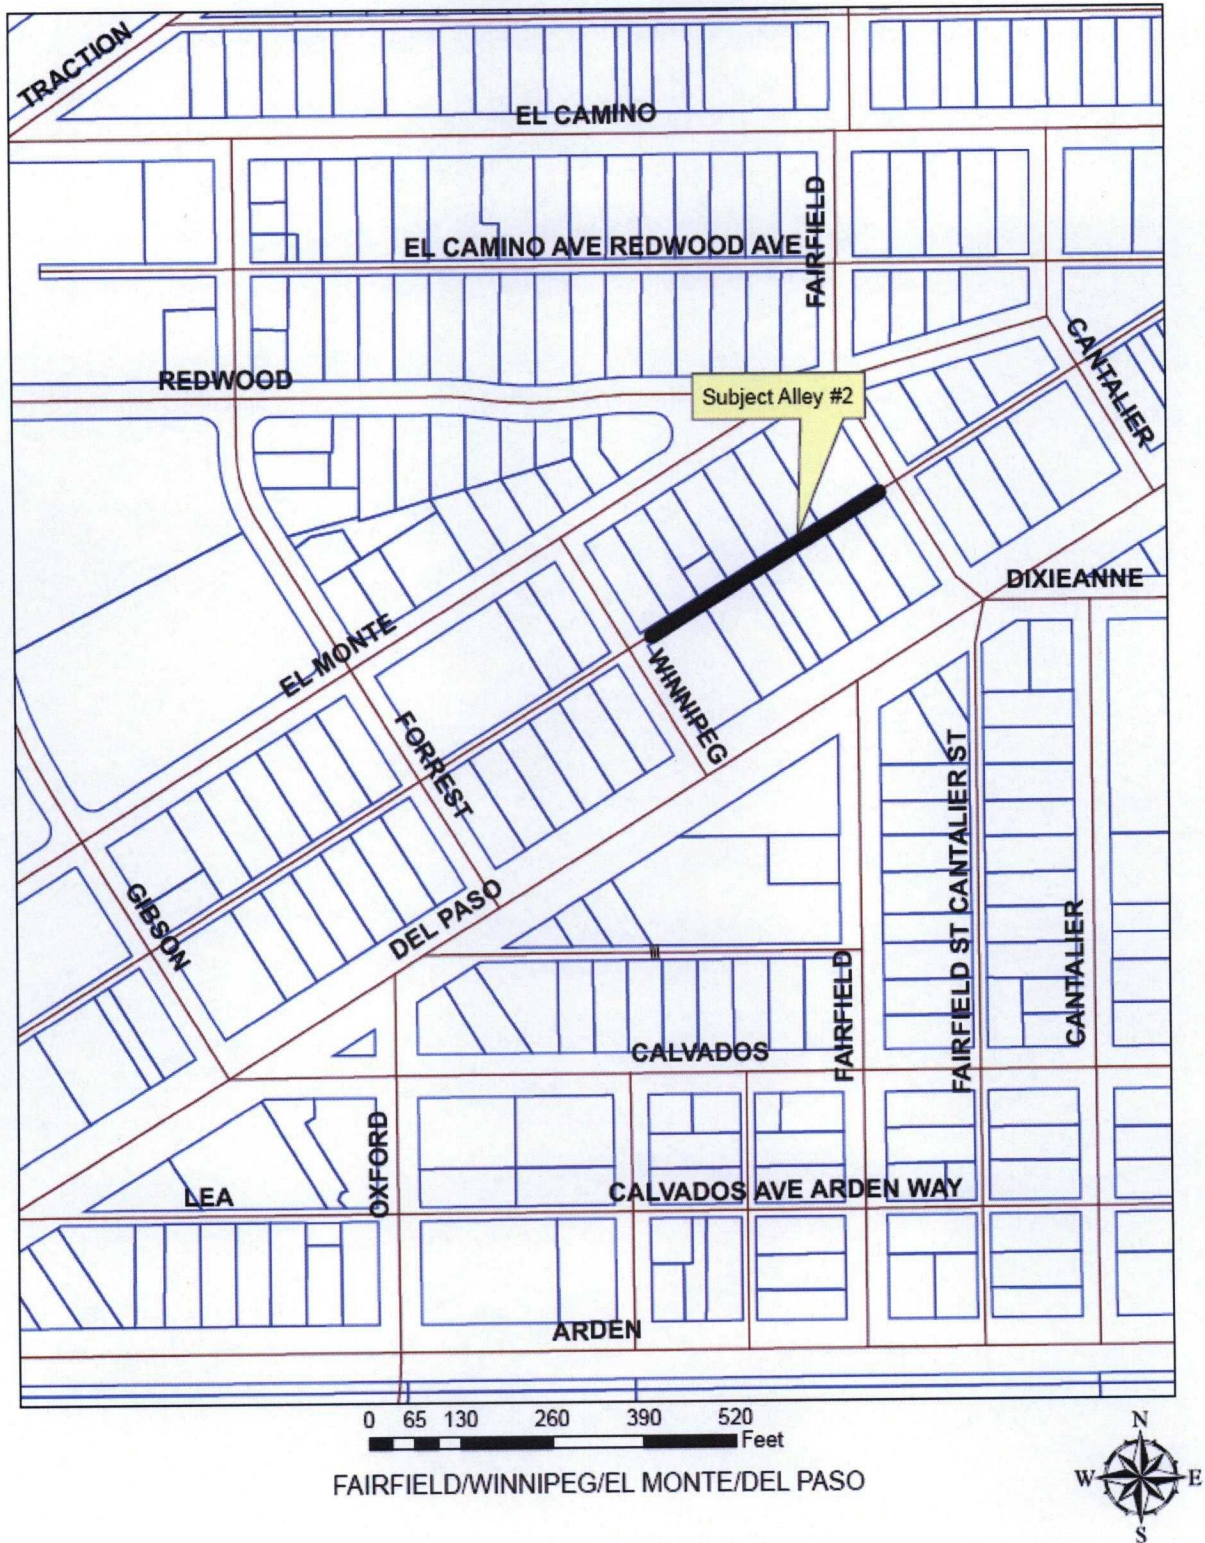 TRACTION
EL CAMINO
FAIRFIELD
EL CAMINO AVE REDWOOD AVE
CANTALIER
REDWOOD
Subject Alley #2
DIXIEANNE
EL MONTE
WINNIPEG
FORREST
FAIRFIELD ST CANTALIER ST
GIBSON
DEL PASO
CANTALIER
FAIRFIELD
CALVADOS
OXFORD
LEA
CALVADOS AVE ARDEN WAY
ARDEN
0 65 130 260 390 520
Feet
FAIRFIELD/WINNIPEG/EL MONTE/DEL PASO
N
W E
S